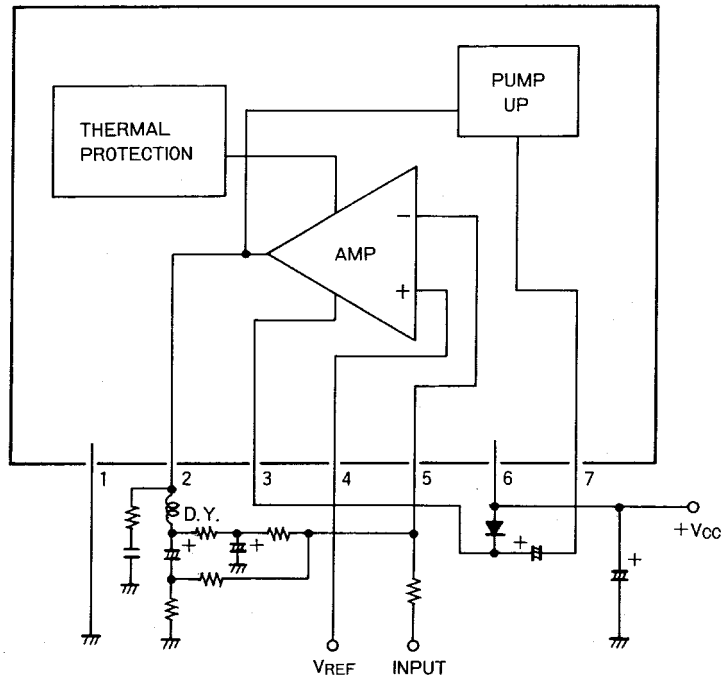 PUMP
UP
THERMAL
PROTECTION
−
AMP
+
1 2 3 4 5 6 7
D.Y.
+ +
+
+
+VCC
VREF INPUT